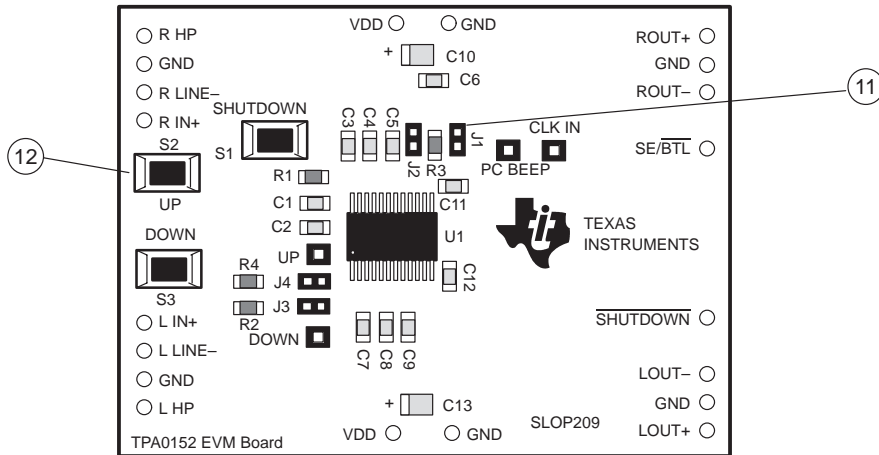 VDD
GND
R HP
GND
R LINE–
R IN+
S2
UP
DOWN
S3
L IN+
L LINE–
GND
L HP
TPA0152 EVM Board
SHUTDOWN
S1
+
C10
C6
C3
C4
C5
J2
R3
J1
CLK IN
PC BEEP
R1
C1
C2
C11
U1
C12
UP
J4
J3
DOWN
R4
R2
C7
C8
C9
TEXAS
INSTRUMENTS
+
C13
VDD
GND
SLOP209
ROUT+
GND
ROUT–
SE/BTL
SHUTDOWN
LOUT–
GND
LOUT+
11
12